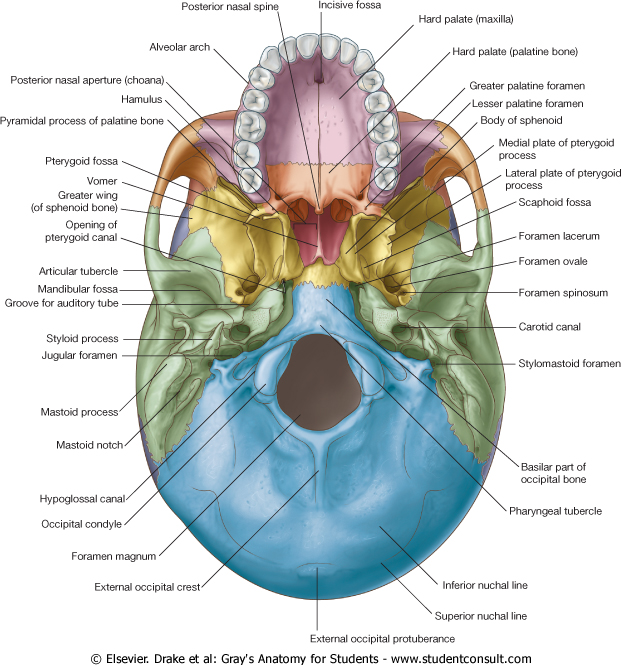 Posterior nasal spine
Incisive fossa
Hard palate (maxilla)
Alveolar arch
Hard palate (palatine bone)
Posterior nasal aperture (choana)
Greater palatine foramen
Hamulus
Lesser palatine foramen
Pyramidal process of palatine bone
Body of sphenoid
Medial plate of pterygoid
process
Pterygoid fossa
Lateral plate of pterygoid
process
Vomer
Greater wing
(of sphenoid bone)
Scaphoid fossa
Opening of
pterygoid canal
Foramen lacerum
Foramen ovale
Articular tubercle
Mandibular fossa
Foramen spinosum
Groove for auditory tube
Carotid canal
Styloid process
Jugular foramen
Stylomastoid foramen
Mastoid process
Mastoid notch
Basilar part of
occipital bone
Hypoglossal canal
Pharyngeal tubercle
Occipital condyle
Foramen magnum
External occipital crest
Inferior nuchal line
Superior nuchal line
External occipital protuberance
© Elsevier. Drake et al: Gray's Anatomy for Students - www.studentconsult.com